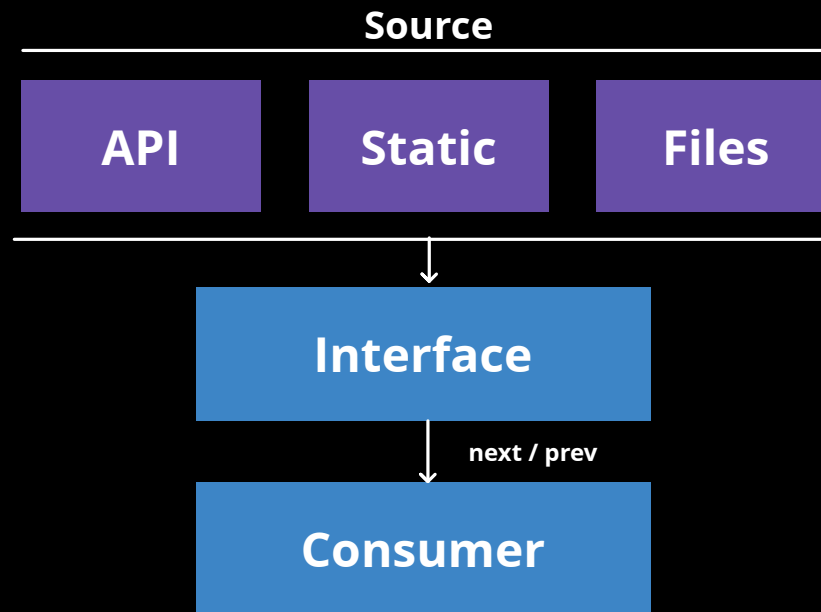 Source
API
Static
Files
Interface
next / prev
Consumer